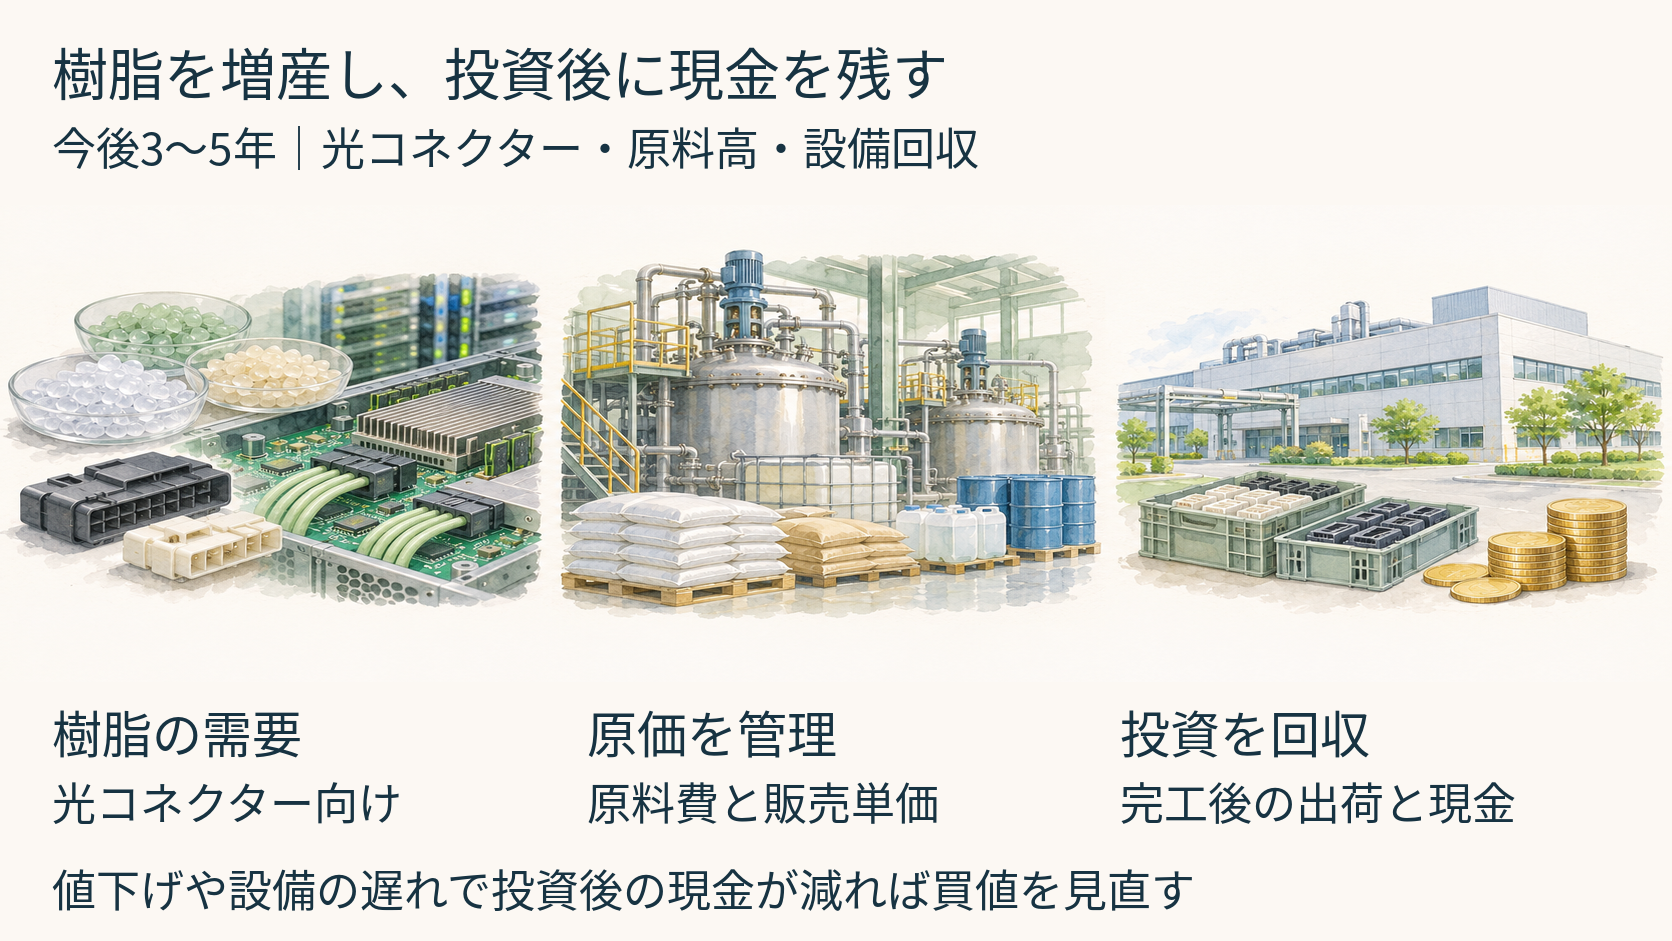 樹脂を増産し、投資後に現金を残す
今後3～5年｜光コネクター・原料高・設備回収
樹脂の需要
光コネクター向け
原価を管理
原料費と販売単価
投資を回収
完工後の出荷と現金
値下げや設備の遅れで投資後の現金が減れば買値を見直す